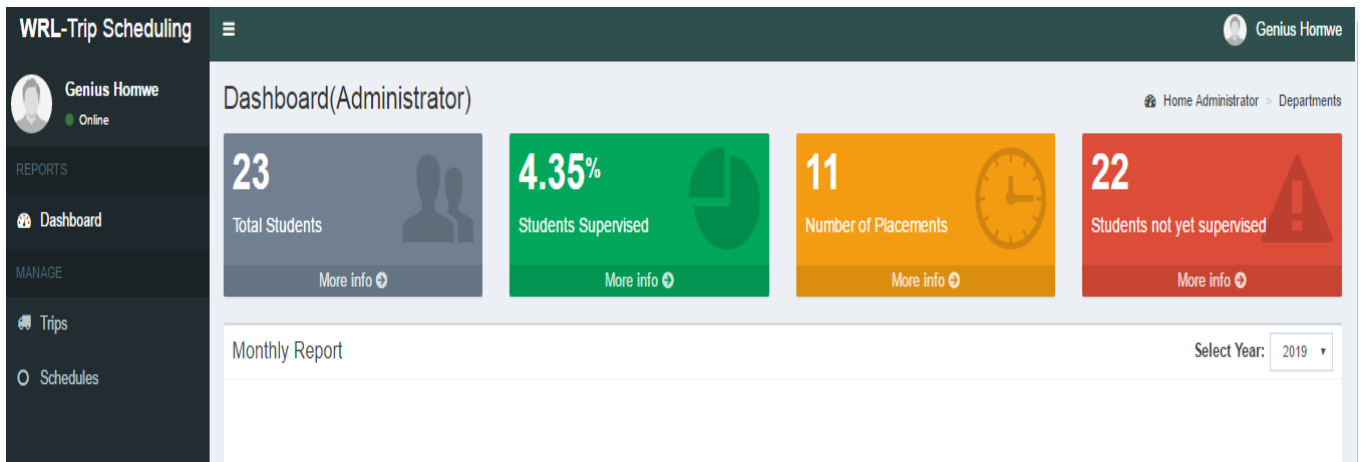 WRL-Trip Scheduling
Genius Homwe
Genius Homwe
Online
REPORTS
Dashboard
MANAGE
Trips
Schedules
Dashboard(Administrator)
Home Administrator > Departments
23
Total Students
More info
4.35%
Students Supervised
More info
11
Number of Placements
More info
22
Students not yet supervised
More info
Monthly Report
Select Year: 2019